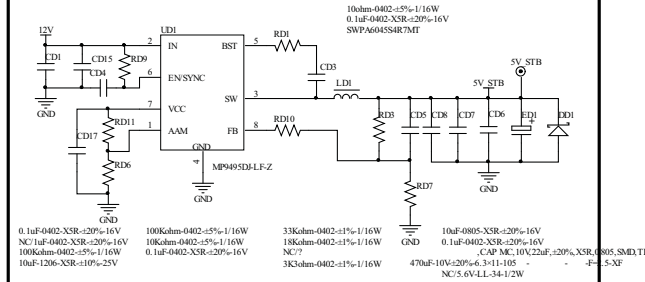 10ohm-0402-±5%-1/16W
0.1uF-0402-X5R-±20%-16V
SWPA6045S4R7MT
12V
UD1
2 IN
BST 5
RD1
CD1
CD15
RD9
CD4
6 EN/SYNC
CD3
5V_STB
GND
SW 3
LD1
5V_STB
7 VCC
CD17
RD11
1 AAM
FB 8
RD10
RD3
CD5
CD8
CD7
CD6
ED1
+
DD1
GND
4
MP9495DJ-LF-Z
RD6
RD7
GND
GND
GND
GND
0.1uF-0402-X5R-±20%-16V
NC/1uF-0402-X5R-±20%-16V
100Kohm-0402-±5%-1/16W
10uF-1206-X5R-±10%-25V
100Kohm-0402-±5%-1/16W
10Kohm-0402-±5%-1/16W
0.1uF-0402-X5R-±20%-16V
33Kohm-0402-±1%-1/16W
18Kohm-0402-±1%-1/16W
NC/?
3K3ohm-0402-±1%-1/16W
10uF-0805-X5R-±20%-16V
0.1uF-0402-X5R-±20%-16V
,CAP MC,10V,22uF,±20%,X5R,0805,SMD,T1
470uF-10V-±20%-6.3×11-105 - - -F- .5-XF
NC/5.6V-LL-34-1/2W